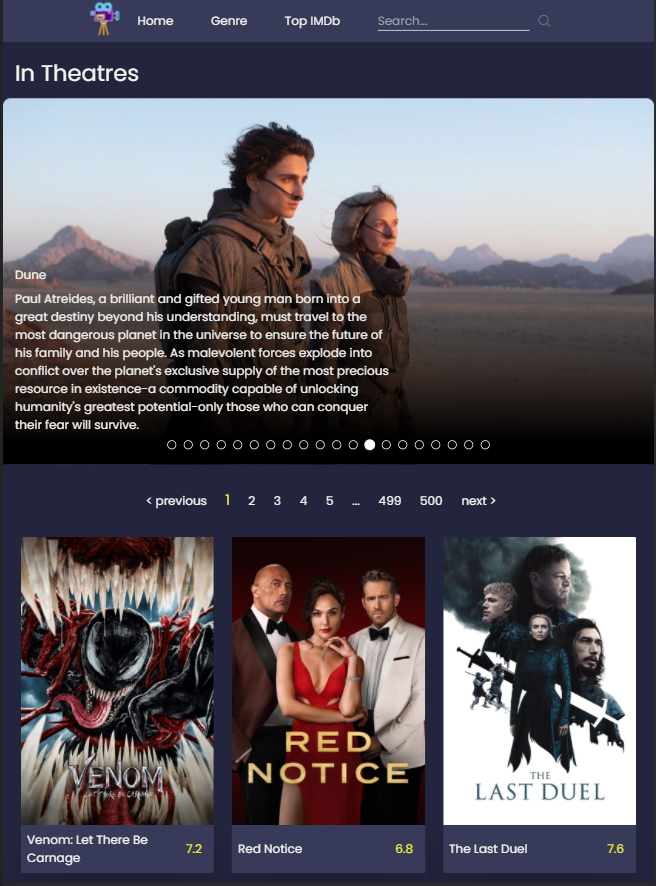 Home Genre Top IMDb Search...
In Theatres
Dune
Paul Atreides, a brilliant and gifted young man born into a
great destiny beyond his understanding, must travel to the
most dangerous planet in the universe to ensure the future of
his family and his people. As malevolent forces explode into
conflict over the planet's exclusive supply of the most precious
resource in existence-a commodity capable of unlocking
humanity's greatest potential-only those who can conquer
their fear will survive.
< previous 1 2 3 4 5 ... 499 500 next >
VENOM
LET THERE BE CARNAGE
RED
NOTICE
THE
LAST DUEL
Venom: Let There Be
Carnage
7.2
Red Notice 6.8
The Last Duel 7.6